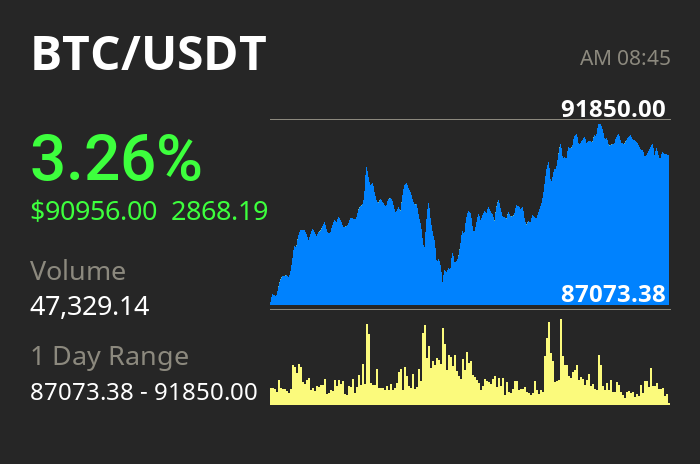 BTC/USDT
AM 08:45
91850.00
3.26%
$90956.00 2868.19
Volume
47,329.14
87073.38
1 Day Range
87073.38 - 91850.00